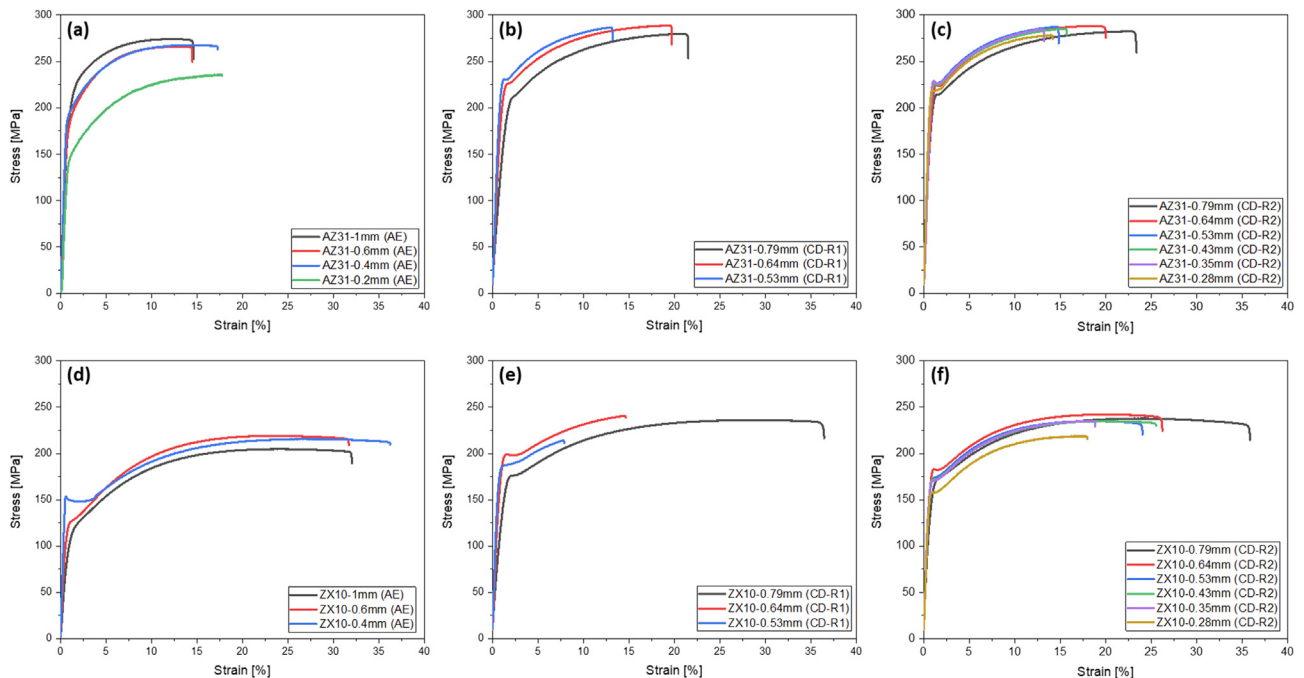 (a)
300
250
200
150
100
50
0
Stress [MPa]
0 5 10 15 20 25 30 35 40
Strain [%]
AZ31-1mm (AE)
AZ31-0.6mm (AE)
AZ31-0.4mm (AE)
AZ31-0.2mm (AE)
(b)
300
250
200
150
100
50
0
Stress [MPa]
0 5 10 15 20 25 30 35 40
Strain [%]
AZ31-0.79mm (CD-R1)
AZ31-0.64mm (CD-R1)
AZ31-0.53mm (CD-R1)
(c)
300
250
200
150
100
50
0
Stress [MPa]
0 5 10 15 20 25 30 35 40
Strain [%]
AZ31-0.79mm (CD-R2)
AZ31-0.64mm (CD-R2)
AZ31-0.53mm (CD-R2)
AZ31-0.43mm (CD-R2)
AZ31-0.35mm (CD-R2)
AZ31-0.28mm (CD-R2)
(d)
300
250
200
150
100
50
0
Stress [MPa]
0 5 10 15 20 25 30 35 40
Strain [%]
ZX10-1mm (AE)
ZX10-0.6mm (AE)
ZX10-0.4mm (AE)
(e)
300
250
200
150
100
50
0
Stress [MPa]
0 5 10 15 20 25 30 35 40
Strain [%]
ZX10-0.79mm (CD-R1)
ZX10-0.64mm (CD-R1)
ZX10-0.53mm (CD-R1)
(f)
300
250
200
150
100
50
0
Stress [MPa]
0 5 10 15 20 25 30 35 40
Strain [%]
ZX10-0.79mm (CD-R2)
ZX10-0.64mm (CD-R2)
ZX10-0.53mm (CD-R2)
ZX10-0.43mm (CD-R2)
ZX10-0.35mm (CD-R2)
ZX10-0.28mm (CD-R2)